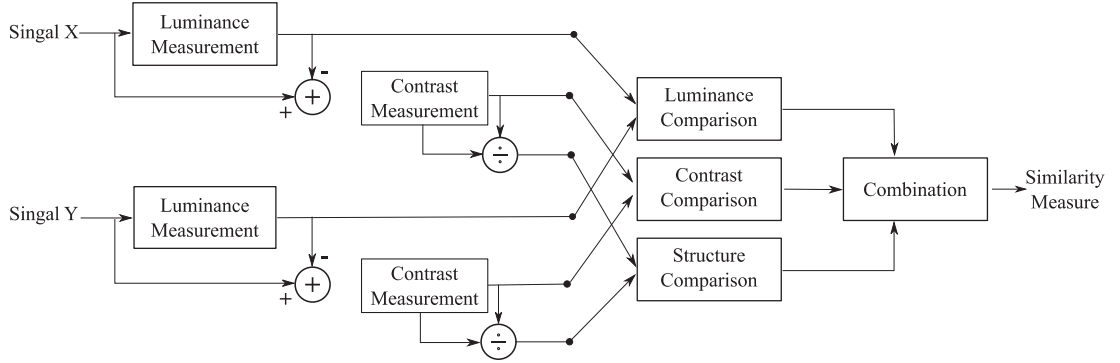 Singal X
Luminance
Measurement
-
+
+
Contrast
Measurement
÷
Luminance
Comparison
Contrast
Comparison
Combination
Similarity
Measure
Singal Y
Luminance
Measurement
-
+
+
Structure
Comparison
Contrast
Measurement
÷